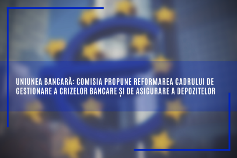 UNIUNEA BANCARĂ: COMISIA PROPUNE REFORMAREA CADRULUI DE
GESTIONARE A CRIZELOR BANCARE ȘI DE ASIGURARE A DEPOZITELOR